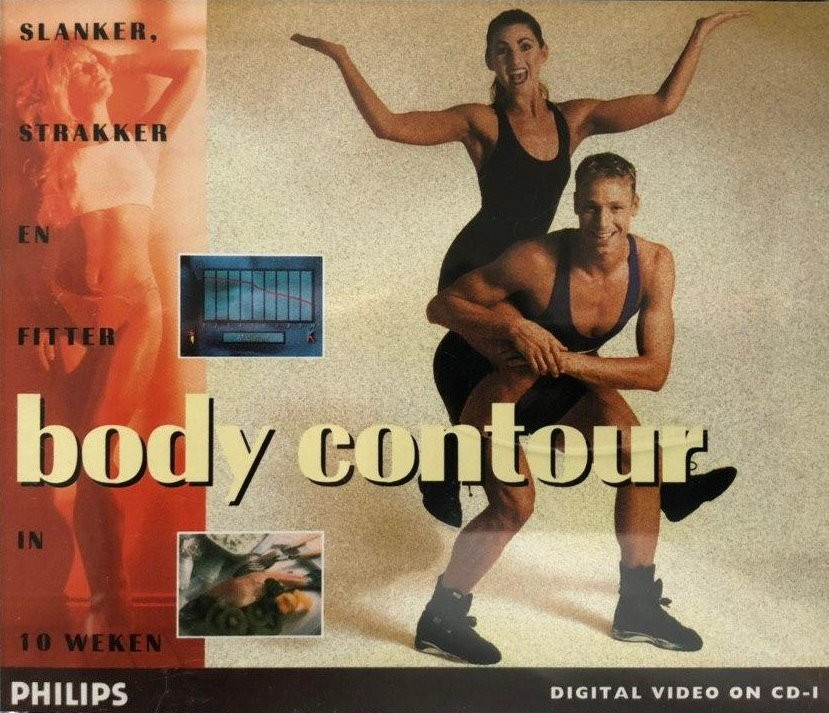 SLANKER,
STRAKKER
EN
FITTER
body contour
IN
10 WEKEN
PHILIPS
DIGITAL VIDEO ON CD-I